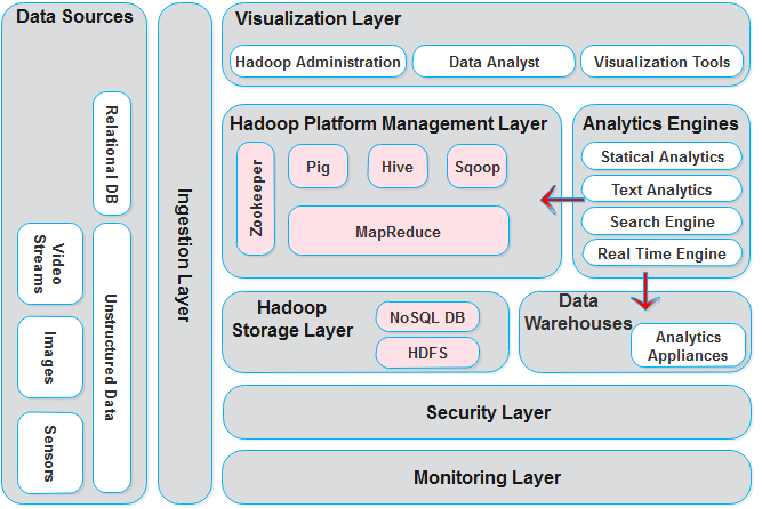 Data Sources
Relational DB
Video
Streams
Images
Sensors
Unstructured Data
Ingestion Layer
Visualization Layer
Hadoop Administration
Data Analyst
Visualization Tools
Hadoop Platform Management Layer
Zookeeper
Pig
Hive
Sqoop
MapReduce
Analytics Engines
Statical Analytics
Text Analytics
Search Engine
Real Time Engine
Hadoop
Storage Layer
NoSQL DB
HDFS
Data
Warehouses
Analytics
Appliances
Security Layer
Monitoring Layer